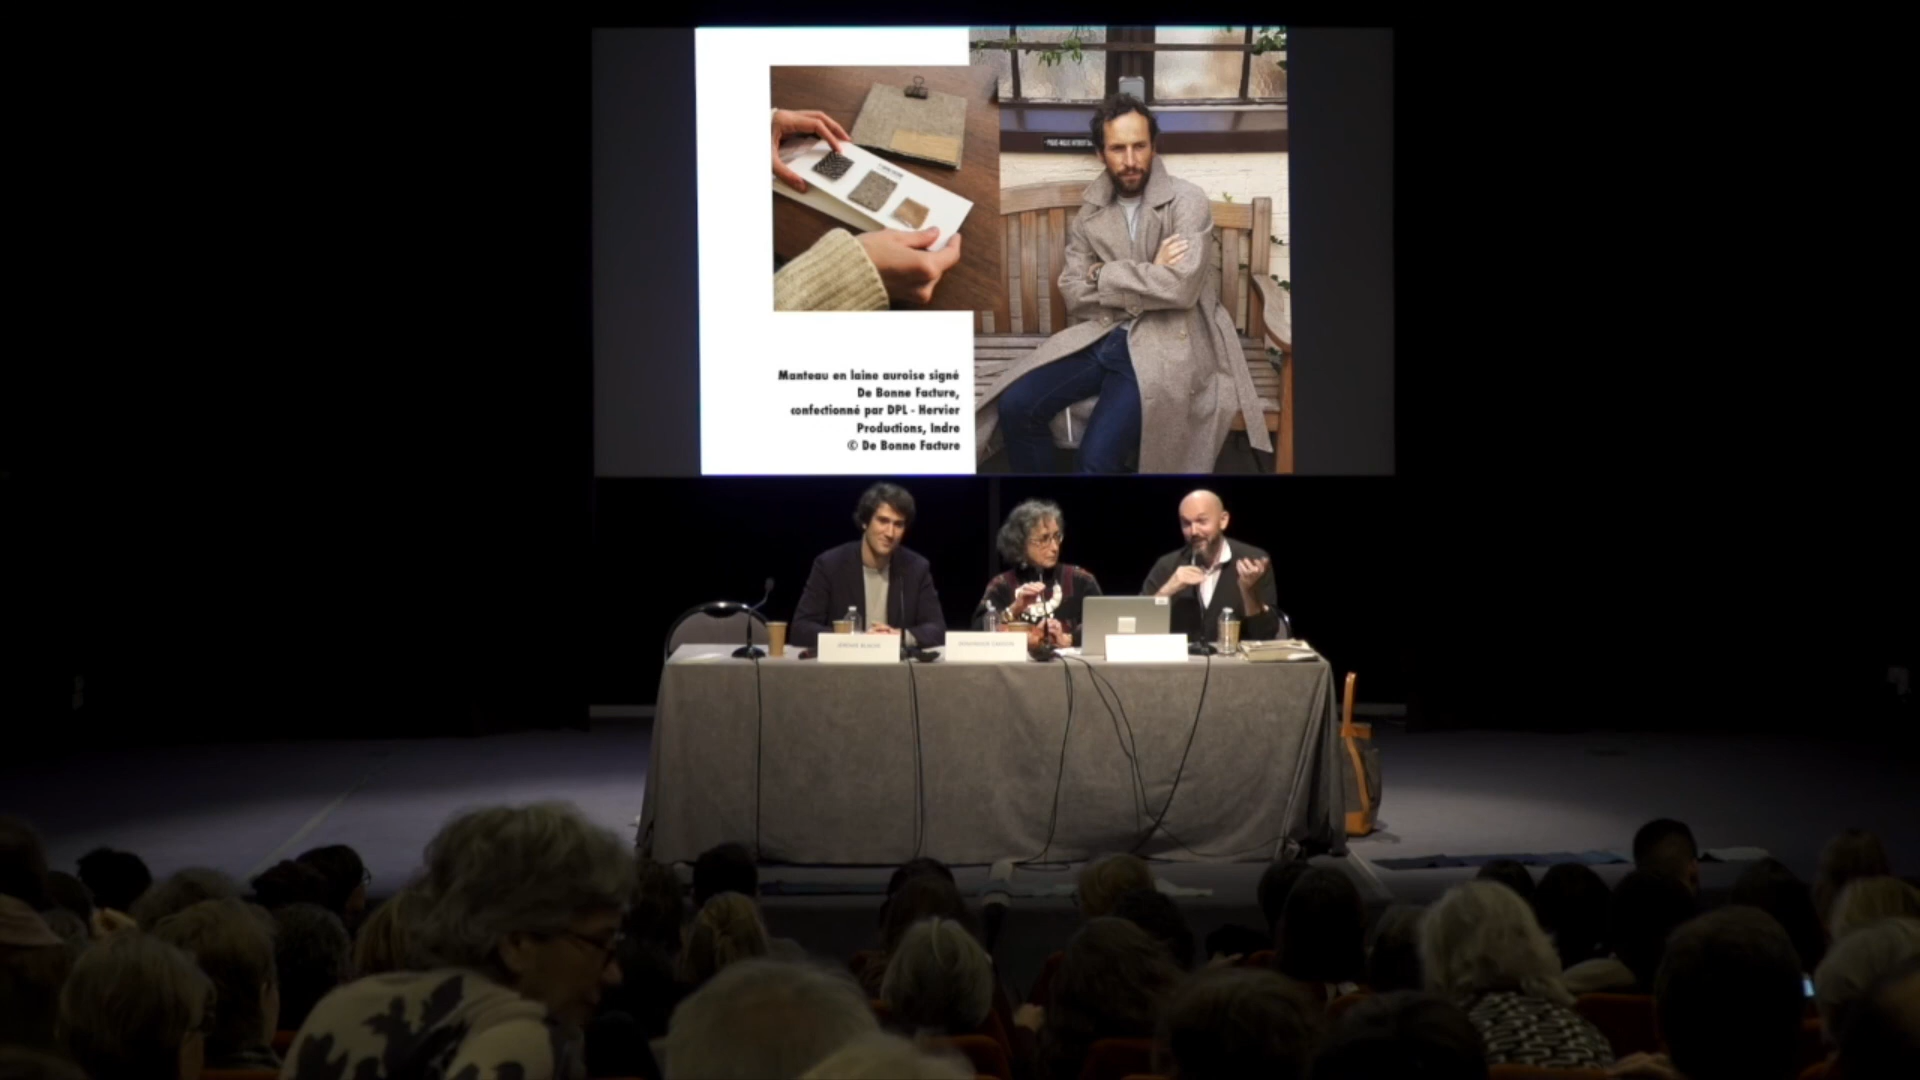 Manteau en laine auroise signé
De Bonne Facture,
confectionné par DPL - Hervier
Productions, Indre
© De Bonne Facture